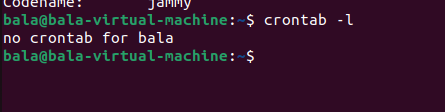 Codename:       jammy
bala@bala-virtual-machine:~$ crontab -l
no crontab for bala
bala@bala-virtual-machine:~$